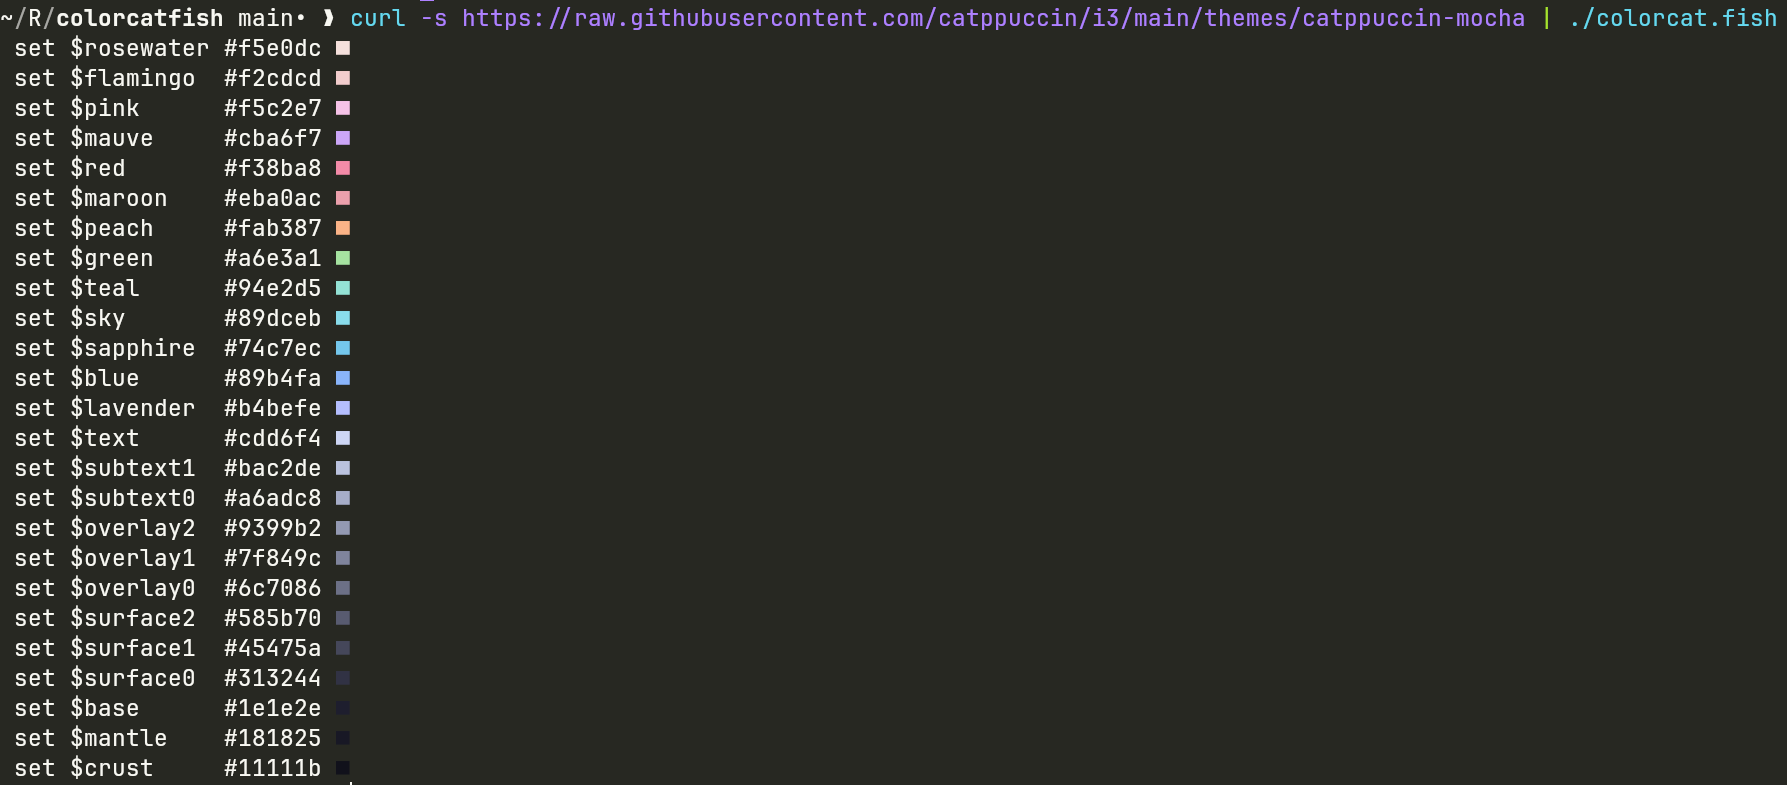 ~/R/colorcatfish main• ❱ curl -s https://raw.githubusercontent.com/catppuccin/i3/main/themes/catppuccin-mocha | ./colorcat.fish
set $rosewater #f5e0dc
set $flamingo  #f2cdcd
set $pink      #f5c2e7
set $mauve     #cba6f7
set $red       #f38ba8
set $maroon    #eba0ac
set $peach     #fab387
set $green     #a6e3a1
set $teal      #94e2d5
set $sky       #89dceb
set $sapphire  #74c7ec
set $blue      #89b4fa
set $lavender  #b4befe
set $text      #cdd6f4
set $subtext1  #bac2de
set $subtext0  #a6adc8
set $overlay2  #9399b2
set $overlay1  #7f849c
set $overlay0  #6c7086
set $surface2  #585b70
set $surface1  #45475a
set $surface0  #313244
set $base      #1e1e2e
set $mantle    #181825
set $crust     #11111b